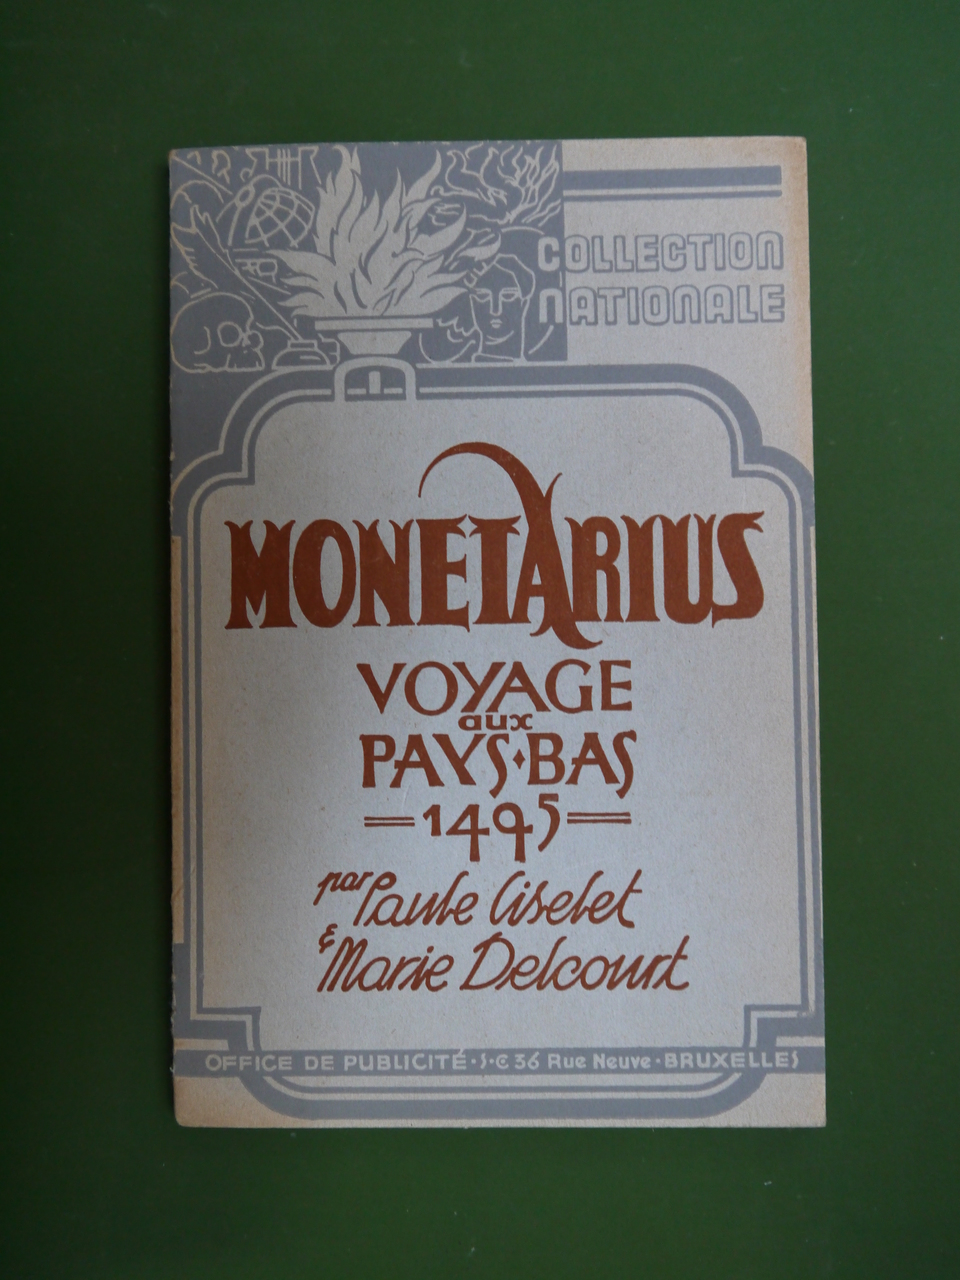 COLLECTION
NATIONALE
MONETARIUS
VOYAGE
aux
PAYS·BAS
1495
par Paule Ciselet
& Marie Delcourt
OFFICE DE PUBLICITÉ · S·C 36 Rue Neuve · BRUXELLES